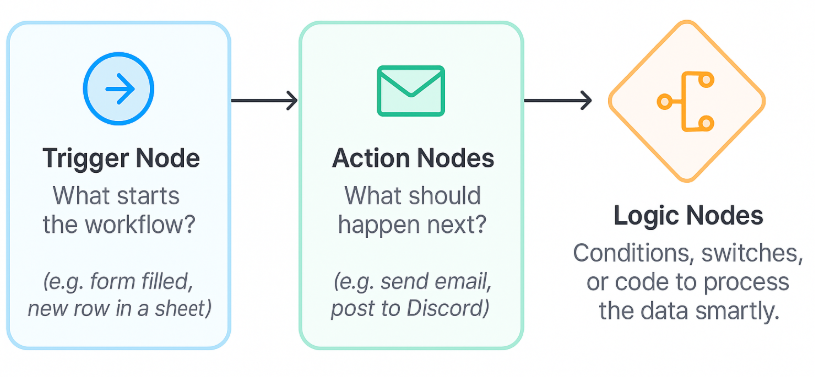 Trigger Node
What starts
the workflow?
(e.g. form filled,
new row in a sheet)
Action Nodes
What should
happen next?
(e.g. send email,
post to Discord)
Logic Nodes
Conditions, switches,
or code to process
the data smartly.